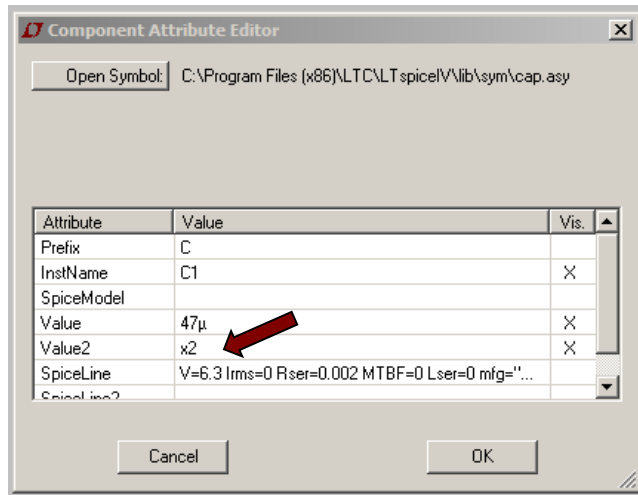 Component Attribute Editor
Open Symbol: C:\Program Files (x86)\LTC\LTspiceIV\lib\sym\cap.asy
Attribute Value Vis.
Prefix C
InstName C1 X
SpiceModel
Value 47µ X
Value2 x2 X
SpiceLine V=6.3 Irms=0 Rser=0.002 MTBF=0 Lser=0 mfg="...
SpiceLine2
Cancel OK